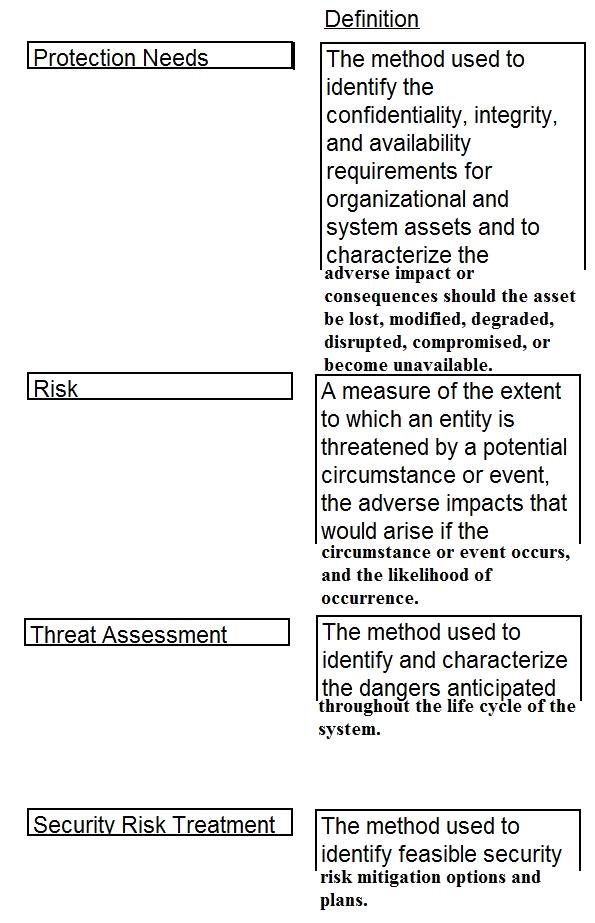 Definition
Protection Needs
The method used to
identify the
confidentiality, integrity,
and availability
requirements for
organizational and
system assets and to
characterize the
adverse impact or
consequences should the asset
be lost, modified, degraded,
disrupted, compromised, or
become unavailable.
Risk
A measure of the extent
to which an entity is
threatened by a potential
circumstance or event,
the adverse impacts that
would arise if the
circumstance or event occurs,
and the likelihood of
occurrence.
Threat Assessment
The method used to
identify and characterize
the dangers anticipated
throughout the life cycle of the
system.
Security Risk Treatment
The method used to
identify feasible security
risk mitigation options and
plans.